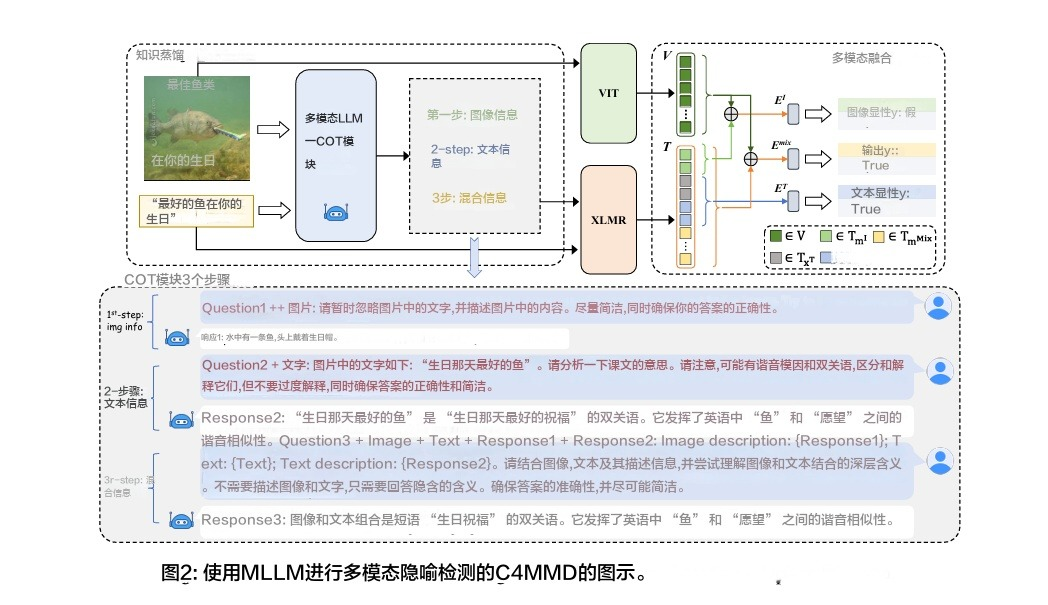 知识蒸馏
最佳鱼类
在你的生日
“最好的鱼在你的
生日”
多模态LLM
一COT模
块
第一步: 图像信息
2-step: 文本信
息
3步: 混合信息
VIT
XLMR
多模态融合
V
T
E^I
E^mix
E^T
图像显性y: 假
输出y::
True
文本显性y:
True
∈ V ∈ T_m^I ∈ T_m^Mix
∈ T_x^T
COT模块3个步骤
1st-step:
img info
Question1 ++ 图片: 请暂时忽略图片中的文字,并描述图片中的内容。尽量简洁,同时确保你的答案的正确性。
响应1: 水中有一条鱼,头上戴着生日帽。
2-步骤:
文本信息
Question2 + 文字: 图片中的文字如下: “生日那天最好的鱼” 。请分析一下课文的意思。请注意,可能有谐音模因和双关语,区分和解
释它们,但不要过度解释,同时确保答案的正确性和简洁。
Response2: “生日那天最好的鱼” 是 “生日那天最好的祝福” 的双关语。它发挥了英语中 “鱼” 和 “愿望” 之间的
谐音相似性。Question3 + Image + Text + Response1 + Response2: Image description: {Response1}; T
ext: {Text}; Text description: {Response2}。请结合图像,文本及其描述信息,并尝试理解图像和文本结合的深层含义
。不需要描述图像和文字,只需要回答隐含的含义。确保答案的准确性,并尽可能简洁。
3r-step: 混
合信息
Response3: 图像和文本组合是短语 “生日祝福” 的双关语。它发挥了英语中 “鱼” 和 “愿望” 之间的谐音相似性。
图2: 使用MLLM进行多模态隐喻检测的C4MMD的图示。